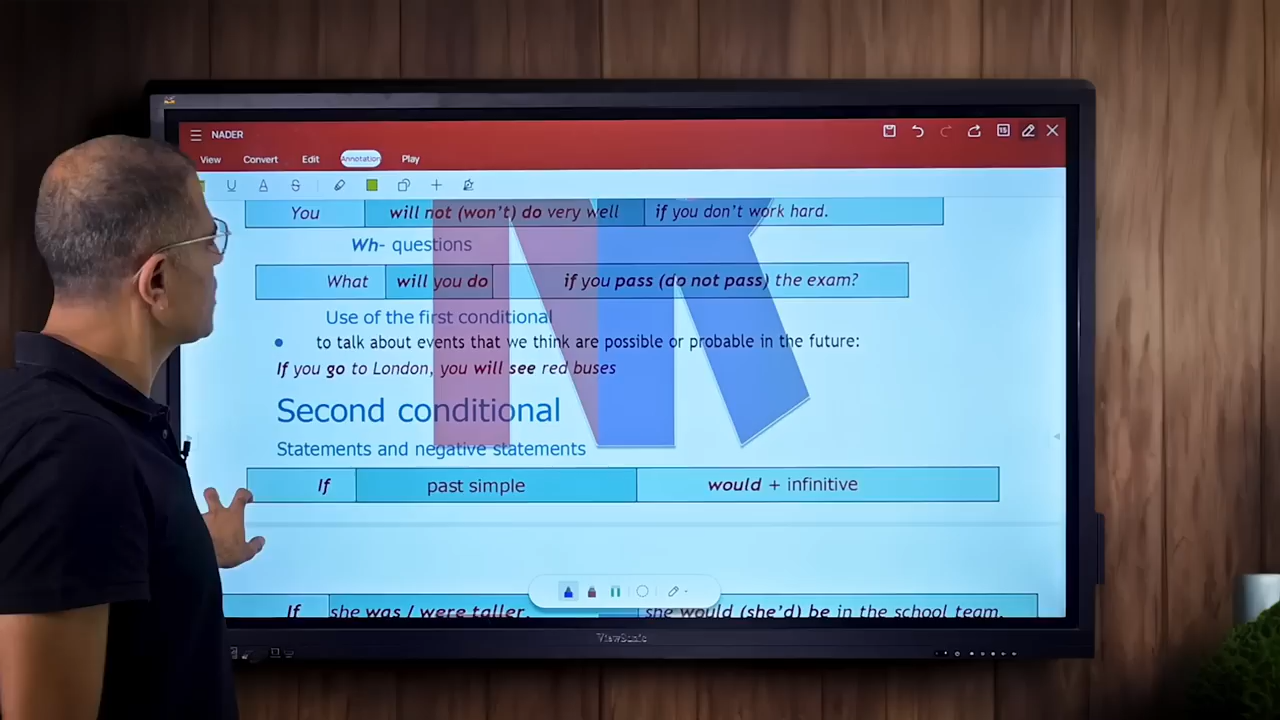 NADER
15
View Convert Edit Annotation Play
U A S
You will not (won't) do very well if you don't work hard.
Wh- questions
What will you do if you pass (do not pass) the exam?
Use of the first conditional
• to talk about events that we think are possible or probable in the future:
If you go to London, you will see red buses
Second conditional
Statements and negative statements
If past simple would + infinitive
If she was / were taller, she would (she'd) be in the school team.
NK
ViewSonic